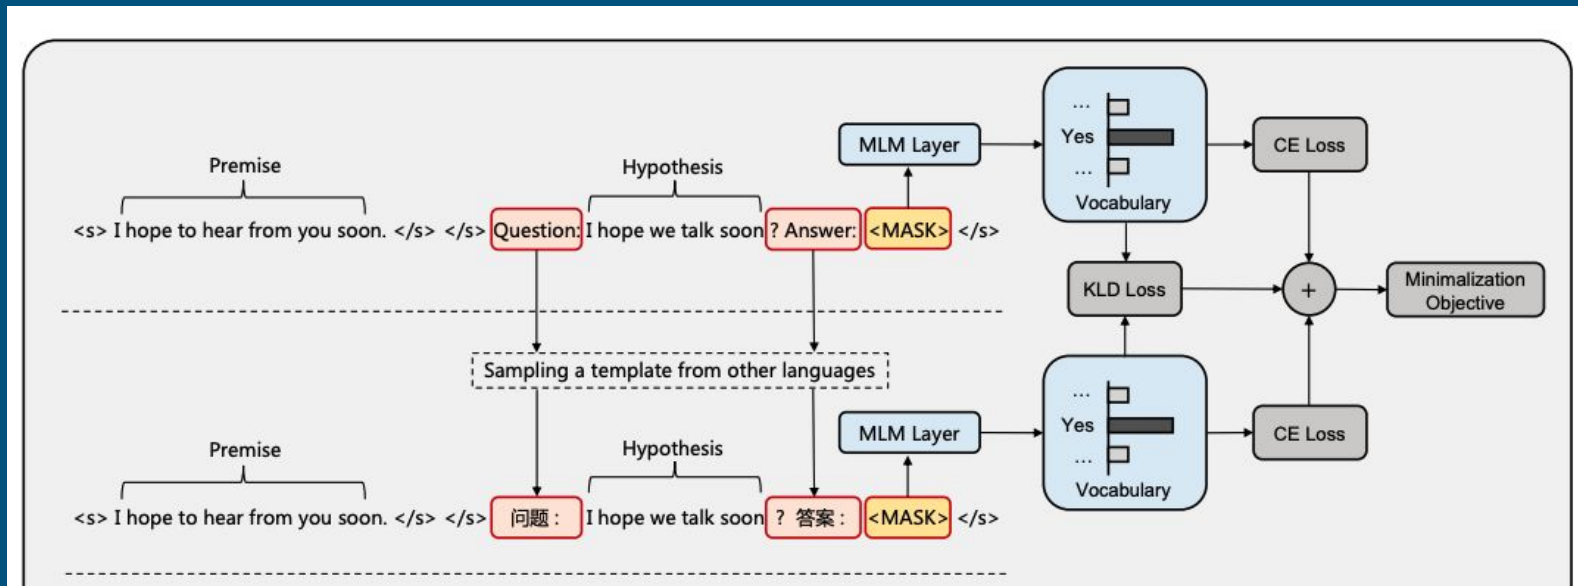 Premise
Hypothesis
<s> I hope to hear from you soon. </s> </s> Question: I hope we talk soon ? Answer: <MASK> </s>
MLM Layer
...
Yes
...
Vocabulary
CE Loss
KLD Loss
+
Minimalization
Objective
Sampling a template from other languages
Premise
Hypothesis
<s> I hope to hear from you soon. </s> </s> 问题： I hope we talk soon ? 答案： <MASK> </s>
MLM Layer
...
Yes
...
Vocabulary
CE Loss